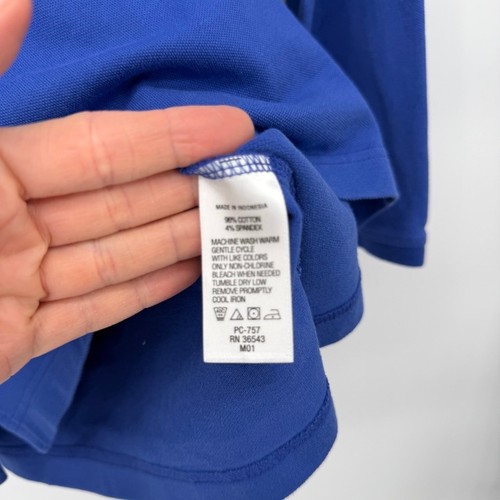 MADE IN INDONESIA
96% COTTON
4% SPANDEX
MACHINE WASH WARM
GENTLE CYCLE
WITH LIKE COLORS
ONLY NON-CHLORINE
BLEACH WHEN NEEDED
TUMBLE DRY LOW
REMOVE PROMPTLY
COOL IRON
PC-757
RN 36543
M01